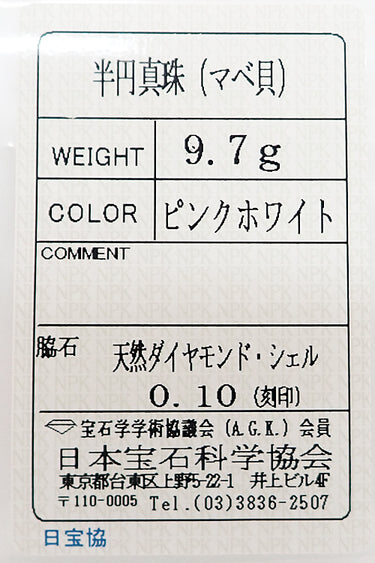 半円真珠（マベ貝）
WEIGHT 9.7g
COLOR ピンクホワイト
COMMENT
脇石 天然ダイヤモンド・シェル
0.10（刻印）
宝石学学術協議会（A.G.K.）会員
日本宝石科学協会
東京都台東区上野5-22-1 井上ビル4F
〒110-0005 Tel.(03)3836-2507
日宝協